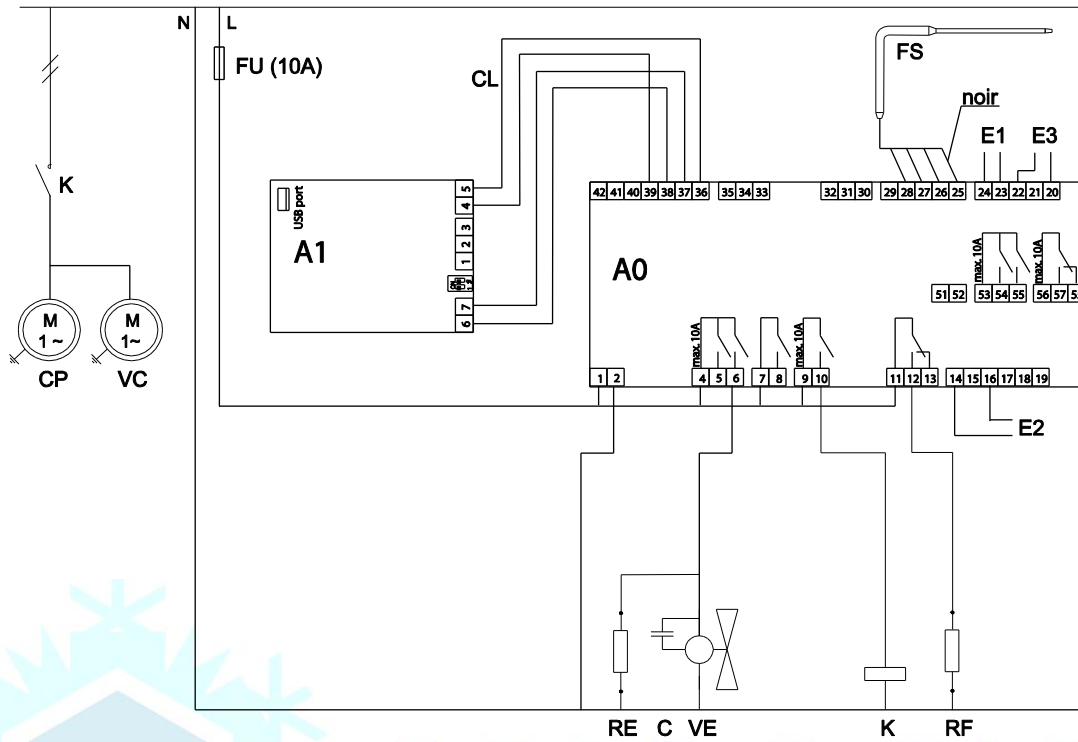 N L
FU (10A)
CL
FS
noir
E1 E3
K
USB port
A1
5
4
3
2
1
ON
1 2
7
6
42 41 40 39 38 37 36 35 34 33 32 31 30 29 28 27 26 25 24 23 22 21 20
A0
max. 10A
max. 10A
51 52 53 54 55 56 57
max. 10A
max. 10A
1 2 4 5 6 7 8 9 10 11 12 13 14 15 16 17 18 19
E2
M
1 ~
M
1~
CP VC
RE C VE K RF